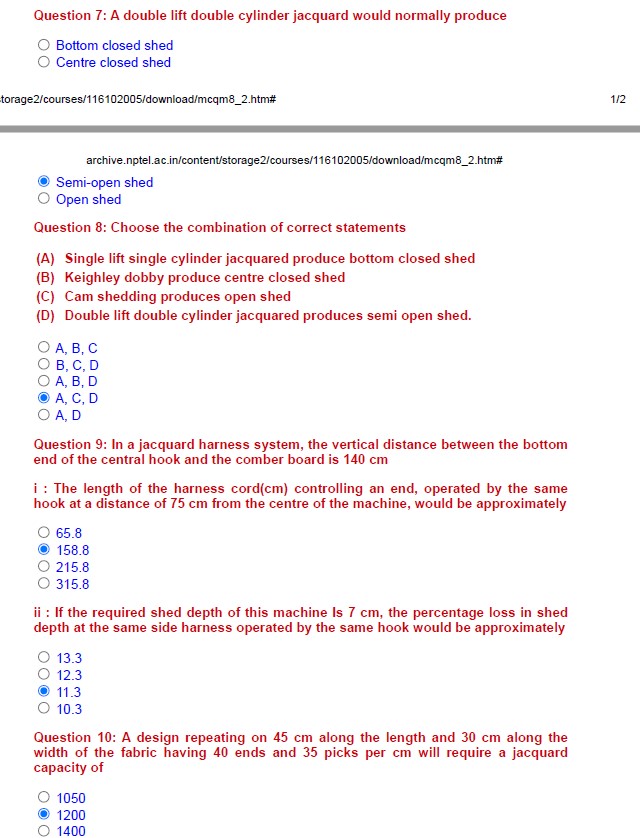 Question 7: A double lift double cylinder jacquard would normally produce
Bottom closed shed
Centre closed shed
torage2/courses/116102005/download/mcqm8_2.htm# 1/2
archive.nptel.ac.in/content/storage2/courses/116102005/download/mcqm8_2.htm#
Semi-open shed
Open shed
Question 8: Choose the combination of correct statements
(A) Single lift single cylinder jacquared produce bottom closed shed
(B) Keighley dobby produce centre closed shed
(C) Cam shedding produces open shed
(D) Double lift double cylinder jacquared produces semi open shed.
A, B, C
B, C, D
A, B, D
A, C, D
A, D
Question 9: In a jacquard harness system, the vertical distance between the bottom
end of the central hook and the comber board is 140 cm
i : The length of the harness cord(cm) controlling an end, operated by the same
hook at a distance of 75 cm from the centre of the machine, would be approximately
65.8
158.8
215.8
315.8
ii : If the required shed depth of this machine Is 7 cm, the percentage loss in shed
depth at the same side harness operated by the same hook would be approximately
13.3
12.3
11.3
10.3
Question 10: A design repeating on 45 cm along the length and 30 cm along the
width of the fabric having 40 ends and 35 picks per cm will require a jacquard
capacity of
1050
1200
1400